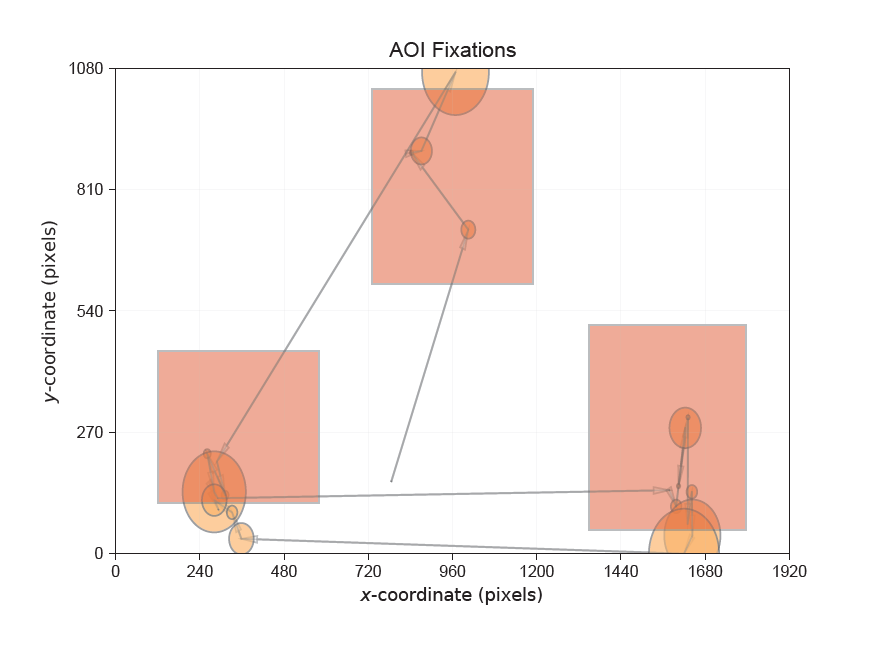 AOI Fixations
1080
810
540
270
0
y-coordinate (pixels)
0 240 480 720 960 1200 1440 1680 1920
x-coordinate (pixels)